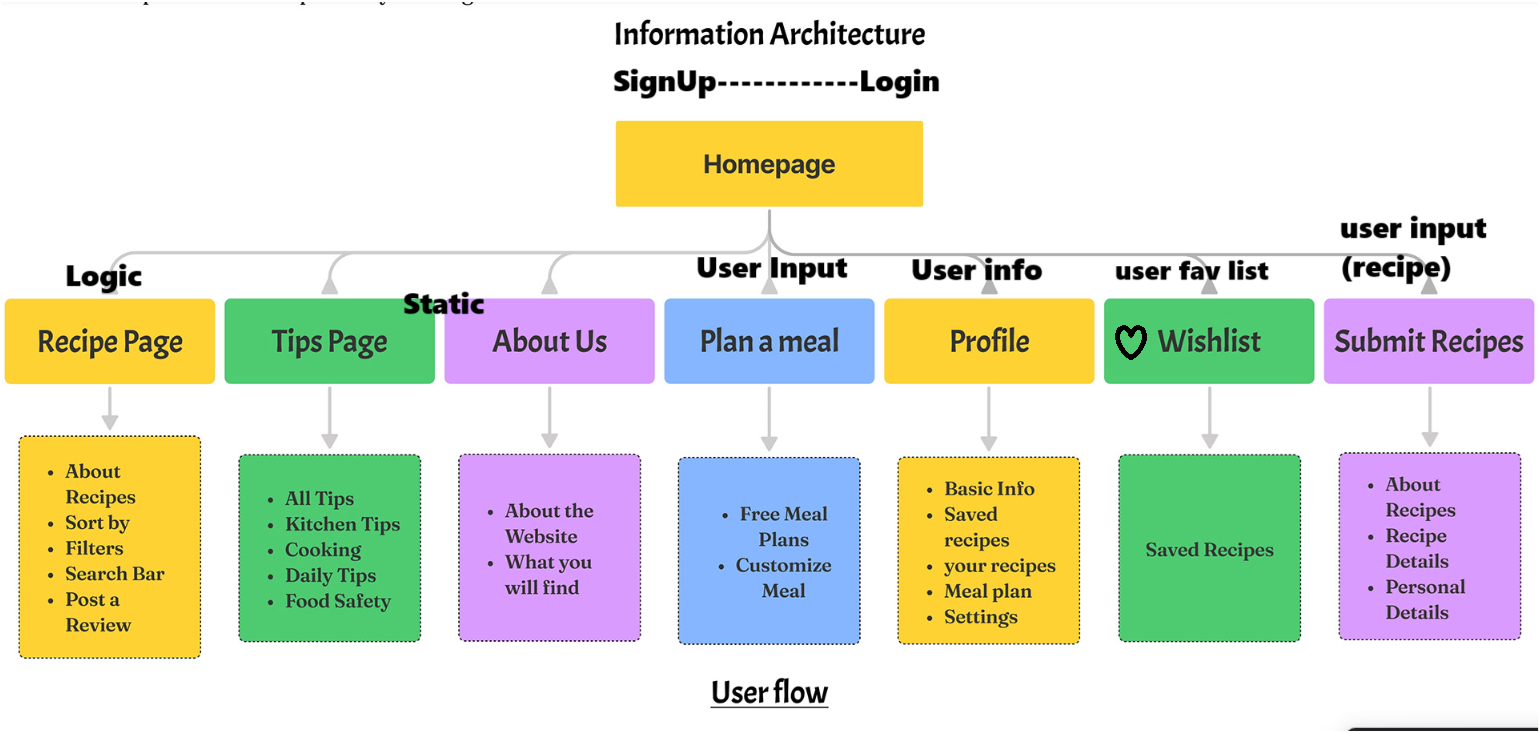 Information Architecture
SignUp------------Login
Homepage
Logic
Static
User Input
User info
user fav list
user input
(recipe)
Recipe Page
Tips Page
About Us
Plan a meal
Profile
Wishlist
Submit Recipes
• About
Recipes
• Sort by
• Filters
• Search Bar
• Post a
Review
• All Tips
• Kitchen Tips
• Cooking
• Daily Tips
• Food Safety
• About the
Website
• What you
will find
• Free Meal
Plans
• Customize
Meal
• Basic Info
• Saved
recipes
• your recipes
• Meal plan
• Settings
Saved Recipes
• About
Recipes
• Recipe
Details
• Personal
Details
User flow